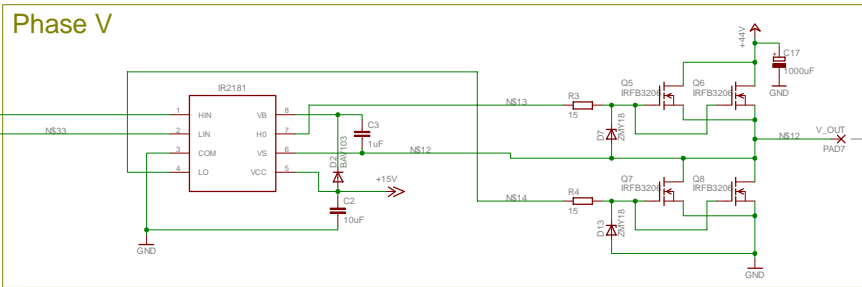 Phase V
+44V
C17
1000uF
GND
IR2181
Q5
IRFB3206
Q6
IRFB3206
1 HIN VB 8
N$13
R3
15
N$33
2 LIN H0 7
C3
1uF
D7
ZMY18
N$12
V_OUT
PAD7
3 COM VS 6
N$12
4 LO VCC 5
D2
BAV103
+15V
Q7
IRFB3206
Q8
IRFB3206
N$14
R4
15
C2
10uF
D13
ZMY18
GND
GND